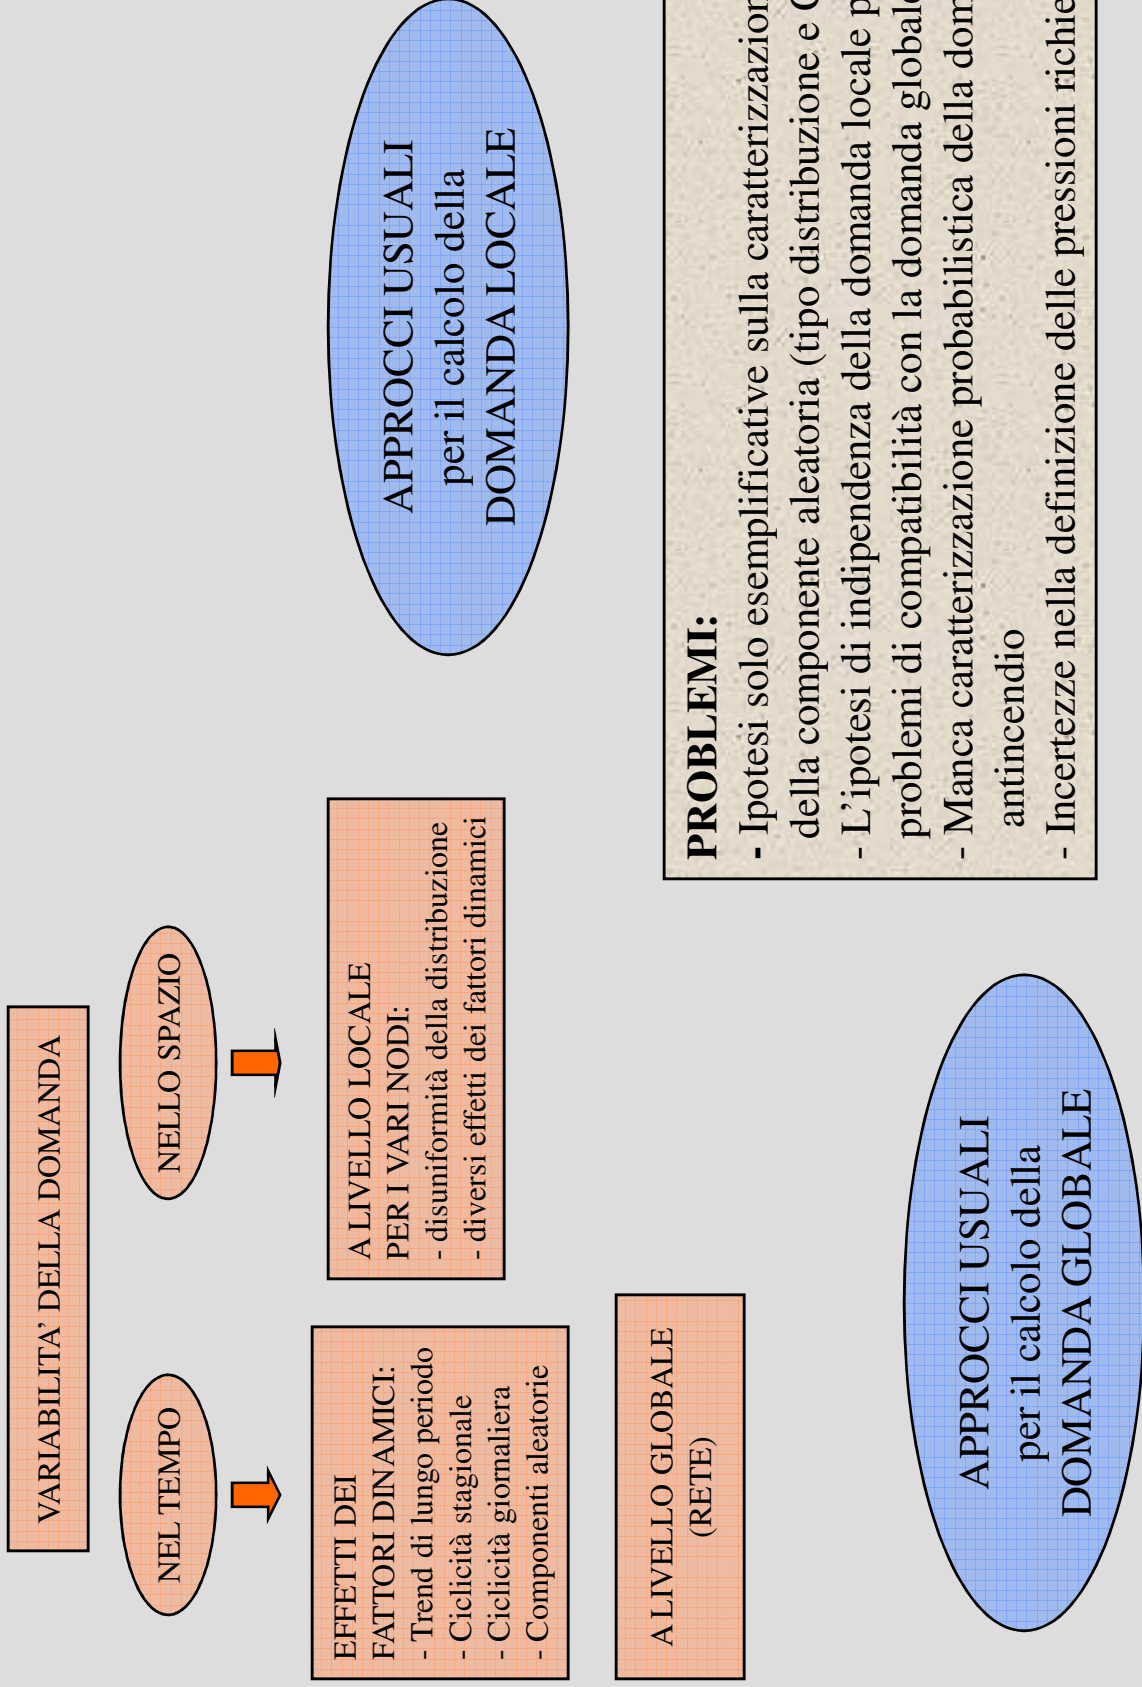 VARIABILITA’ DELLA DOMANDA
NEL TEMPO
NELLO SPAZIO
EFFETTI DEI
FATTORI DINAMICI:
- Trend di lungo periodo
- Ciclicità stagionale
- Ciclicità giornaliera
- Componenti aleatorie
A LIVELLO LOCALE
PER I VARI NODI:
- disuniformità della distribuzione
- diversi effetti dei fattori dinamici
A LIVELLO GLOBALE
(RETE)
APPROCCI USUALI
per il calcolo della
DOMANDA LOCALE
APPROCCI USUALI
per il calcolo della
DOMANDA GLOBALE
PROBLEMI:
- Ipotesi solo esemplificative sulla
della componente aleatoria (tipo distribuzione e
- L’ipotesi di indipendenza della domanda locale
problemi di compatibilità con la domanda globale
- Manca caratterizzazione probabilistica della
antincendio
- Incertezze nella definizione delle pressioni